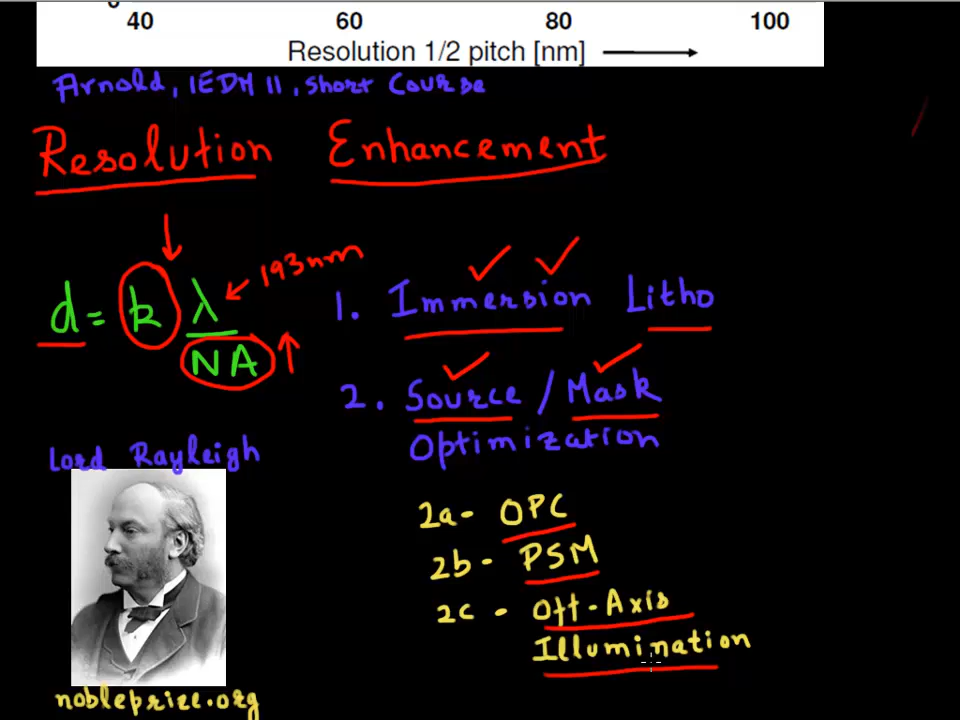 40 60 80 100
Resolution 1/2 pitch [nm]
Arnold, IEDM 11, Short Course
Resolution Enhancement
d = k λ / NA
193nm
1. Immersion Litho
2. Source / Mask
Optimization
Lord Rayleigh
2a - OPC
2b - PSM
2c - Off-Axis
Illumination
nobleprize.org